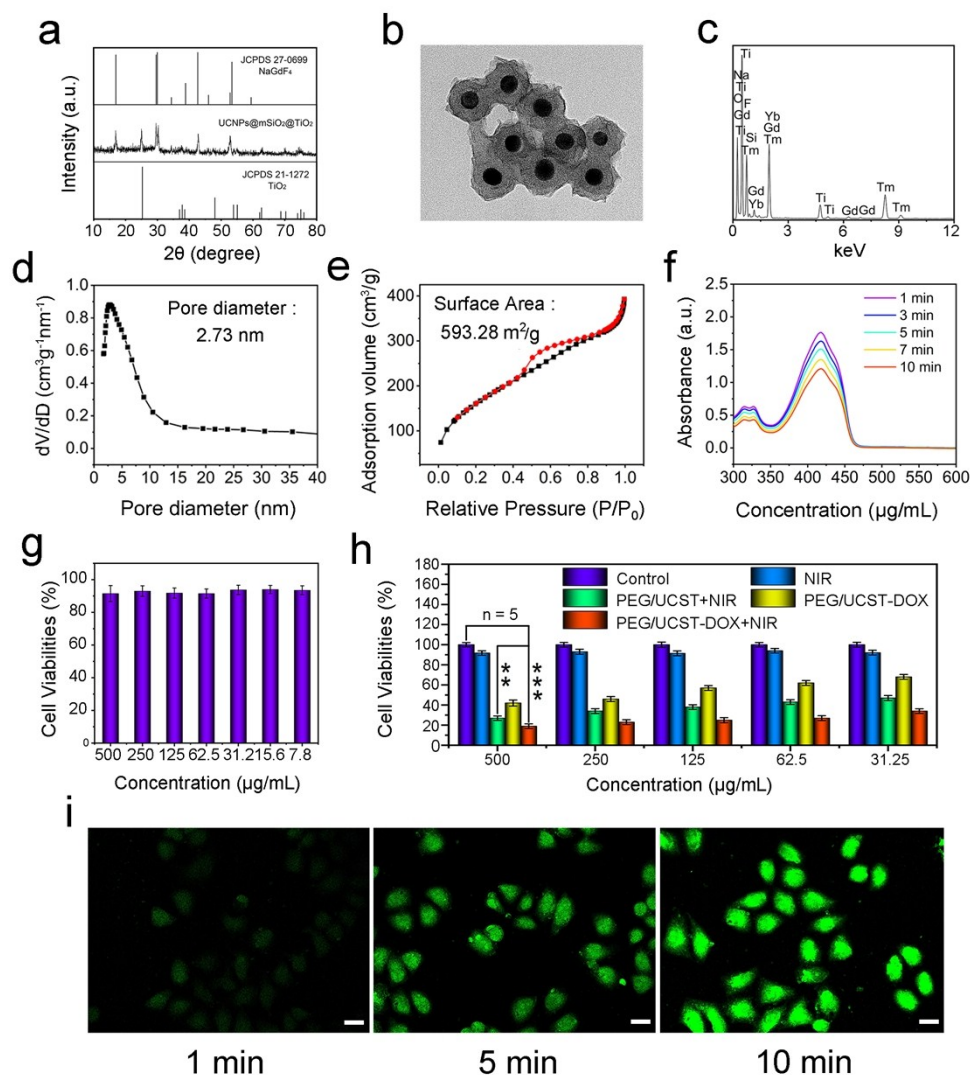 a
Intensity (a.u.)
JCPDS 27-0699
NaGdF₄
UCNPs@mSiO₂@TiO₂
JCPDS 21-1272
TiO₂
10 20 30 40 50 60 70 80
2θ (degree)
b
c
Ti
Na
Ti
O F
Gd
Ti Si
Tm
Gd
Yb
Yb
Gd
Tm
Ti
Ti
Gd Gd
Tm
Tm
0 3 6 9 12
keV
d
dV/dD (cm³g⁻¹nm⁻¹)
1.0
0.8
0.6
0.4
0.2
0.0
Pore diameter :
2.73 nm
0 5 10 15 20 25 30 35 40
Pore diameter (nm)
e
Adsorption volume (cm³/g)
400
300
200
100
Surface Area :
593.28 m²/g
0.0 0.2 0.4 0.6 0.8 1.0
Relative Pressure (P/P₀)
f
Absorbance (a.u.)
2.5
2.0
1.5
1.0
0.5
0.0
1 min
3 min
5 min
7 min
10 min
300 350 400 450 500 550 600
Concentration (μg/mL)
g
Cell Viabilities (%)
100
80
60
40
20
0
500 250 125 62.5 31.215.6 7.8
Concentration (μg/mL)
h
Cell Viabilities (%)
180
160
140
120
100
80
60
40
20
0
Control
NIR
PEG/UCST+NIR
PEG/UCST-DOX
PEG/UCST-DOX+NIR
n = 5
**
***
500 250 125 62.5 31.25
Concentration (μg/mL)
i
1 min 5 min 10 min